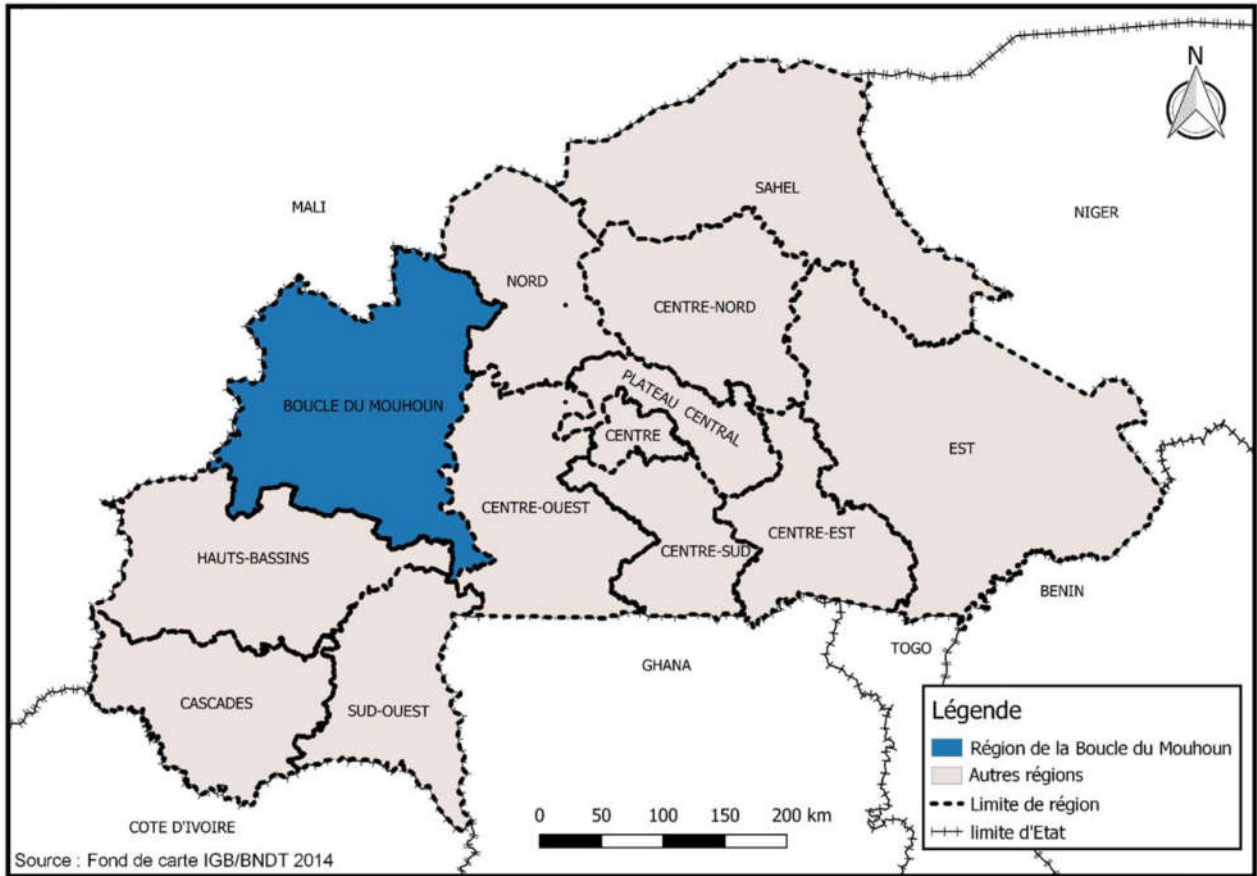 N
SAHEL
MALI
NIGER
NORD
CENTRE-NORD
PLATEAU CENTRAL
BOUCLE DU MOUHOUN
CENTRE
EST
CENTRE-OUEST
CENTRE-EST
CENTRE-SUD
HAUTS-BASSINS
BENIN
TOGO
GHANA
CASCADES
SUD-OUEST
COTE D'IVOIRE
Légende
Région de la Boucle du Mouhoun
Autres régions
Limite de région
limite d'Etat
0 50 100 150 200 km
Source : Fond de carte IGB/BNDT 2014